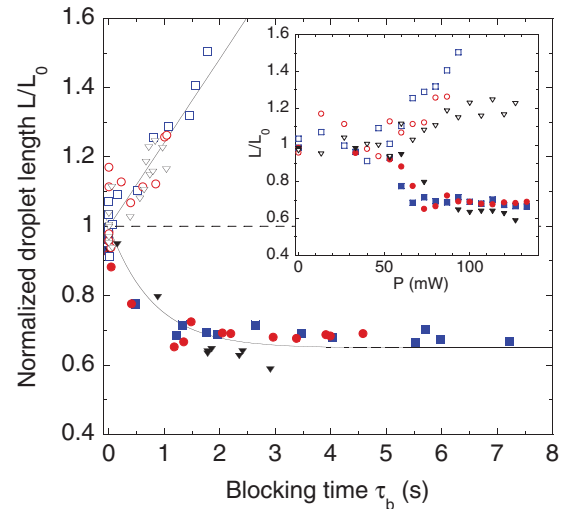 Normalized droplet length L/L₀
1.6
1.4
1.2
1
0.8
0.6
0.4
0 1 2 3 4 5 6 7 8
Blocking time τ_b (s)
L/L₀
1.6
1.4
1.2
1
0.8
0.6
0.4
0 50 100
P (mW)